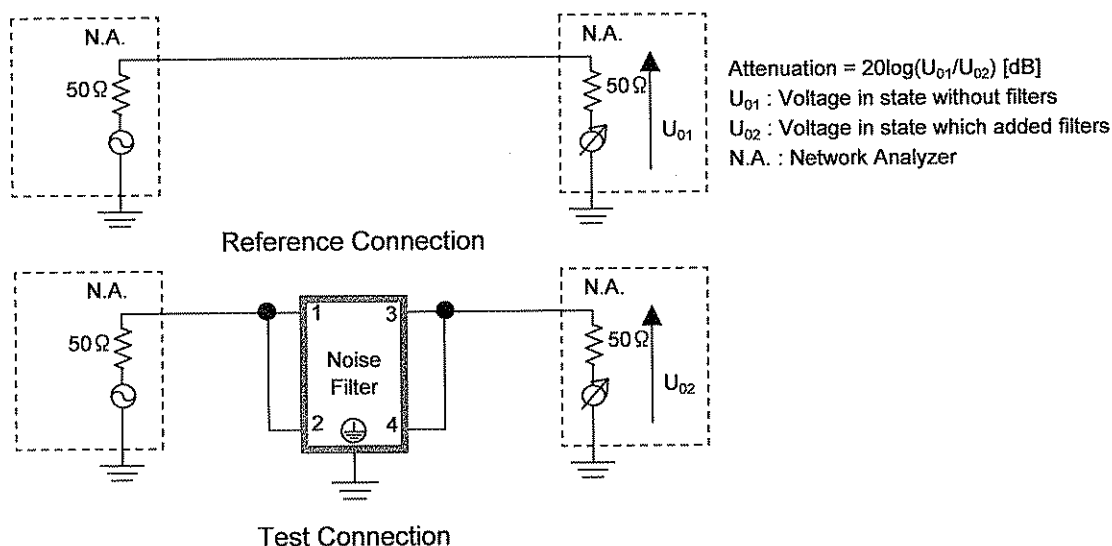 N.A.
50Ω
N.A.
50Ω
U01
Attenuation = 20log(U01/U02) [dB]
U01 : Voltage in state without filters
U02 : Voltage in state which added filters
N.A. : Network Analyzer
Reference Connection
N.A.
50Ω
1
3
Noise
Filter
2
4
N.A.
50Ω
U02
Test Connection